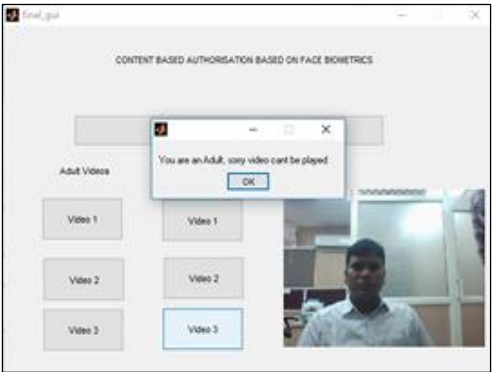 final_gui
CONTENT BASED AUTHORISATION BASED ON FACE BIOMETRICS
You are an Adult, sorry video cant be played
OK
Adult Videos
Video 1
Video 1
Video 2
Video 2
Video 3
Video 3